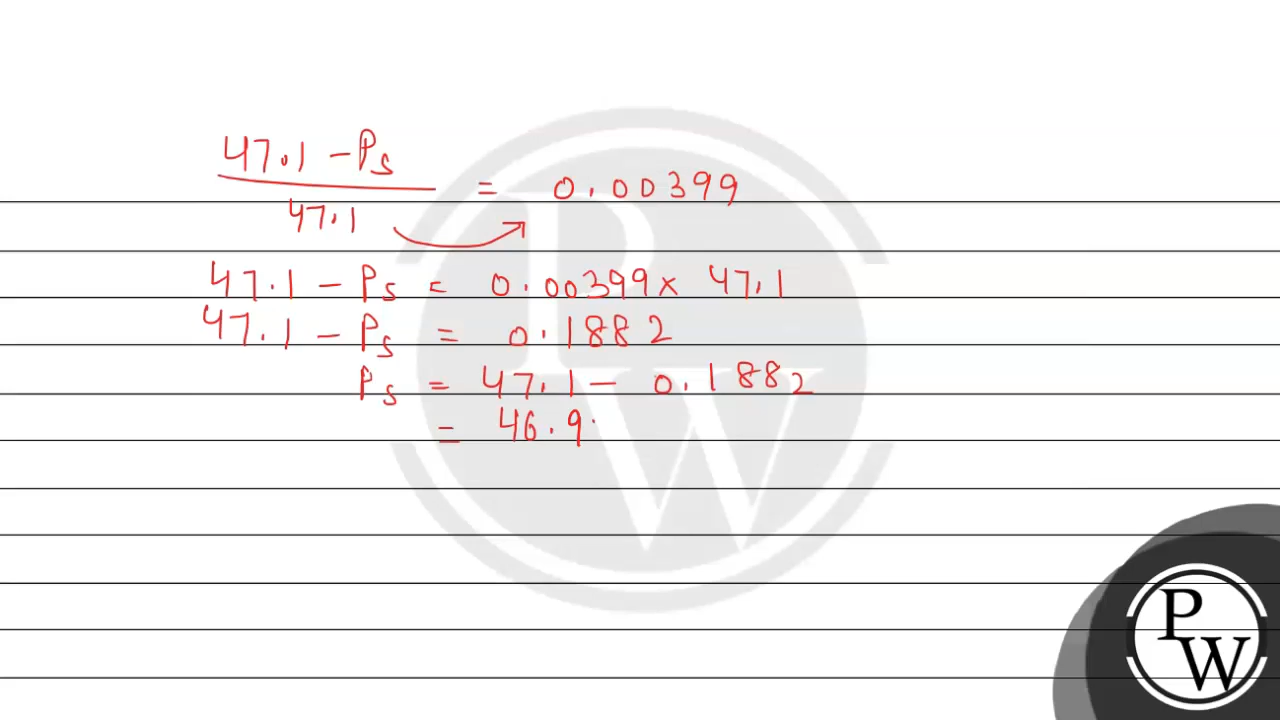 47.1 - Ps
47.1
= 0.00399
47.1 - Ps = 0.00399 x 47.1
47.1 - Ps = 0.1882
Ps = 47.1 - 0.1882
= 46.9
PW
PW